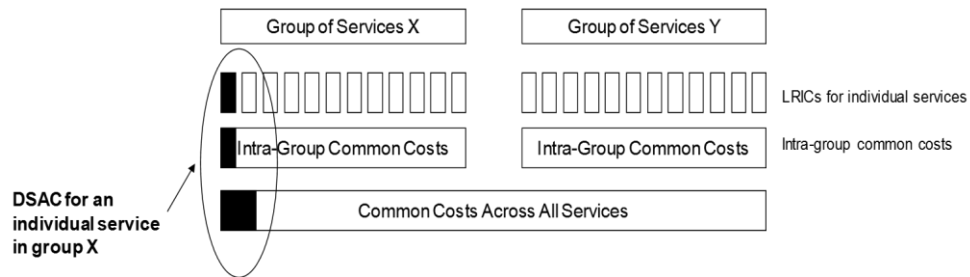 Group of Services X
Group of Services Y
LRICs for individual services
Intra-Group Common Costs
Intra-Group Common Costs
Intra-group common costs
DSAC for an
individual service
in group X
Common Costs Across All Services